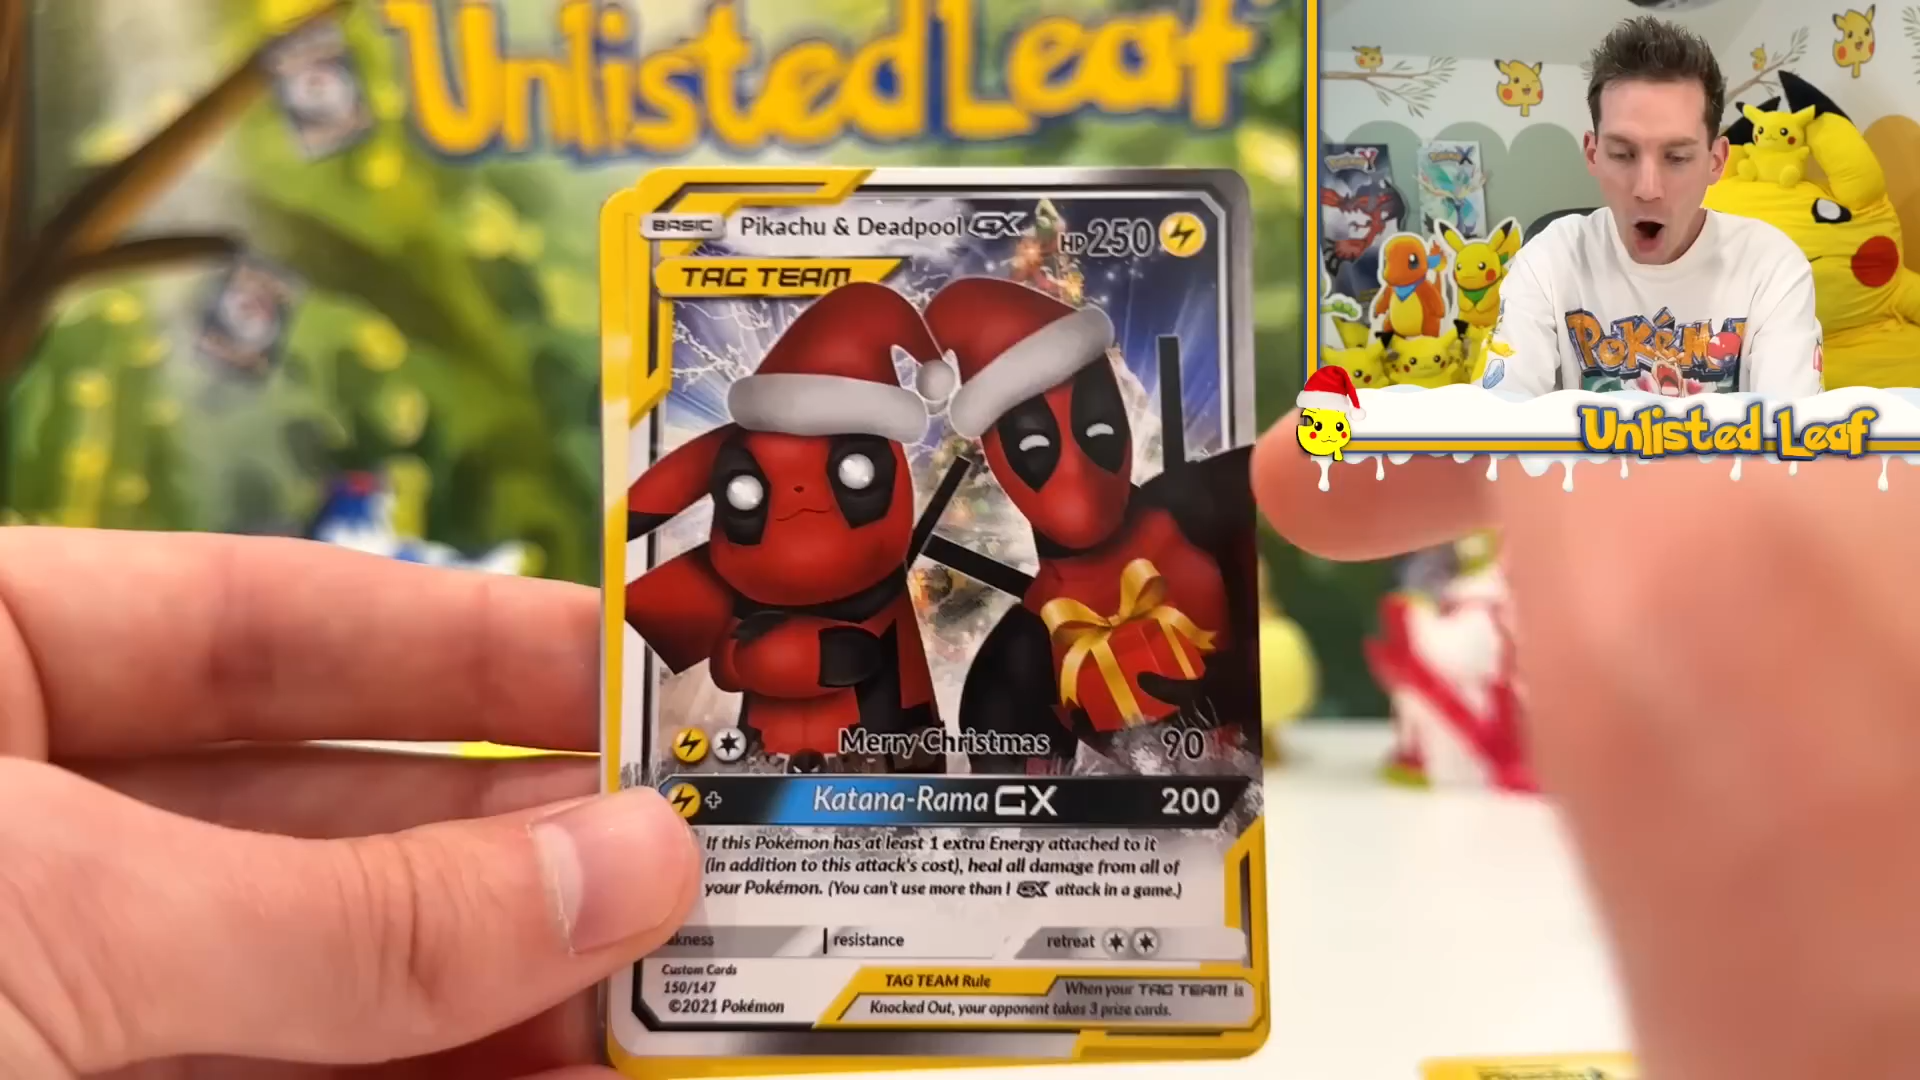 Unlisted Leaf
BASIC Pikachu & Deadpool GX HP 250
TAG TEAM
Merry Christmas 90
+ Katana-Rama GX 200
If this Pokémon has at least 1 extra Energy attached to it
(in addition to this attack's cost), heal all damage from all of
your Pokémon. (You can't use more than 1 GX attack in a game.)
resistance retreat
Custom Cards
150/147
©2021 Pokémon
TAG TEAM Rule When your TAG TEAM is
Knocked Out, your opponent takes 3 prize cards.
Unlisted Leaf